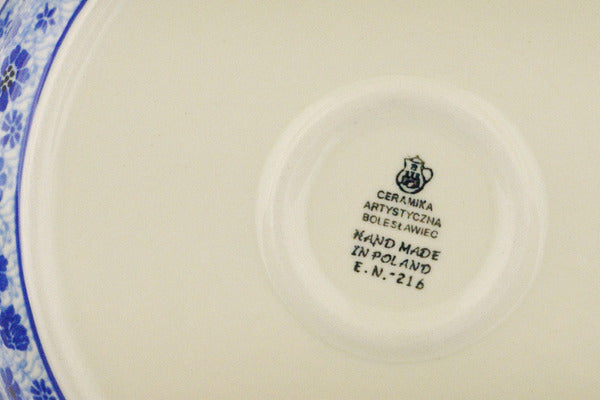 CERAMIKA
ARTYSTYCZNA
BOLESŁAWIEC
HAND MADE
IN POLAND
E.N.-216